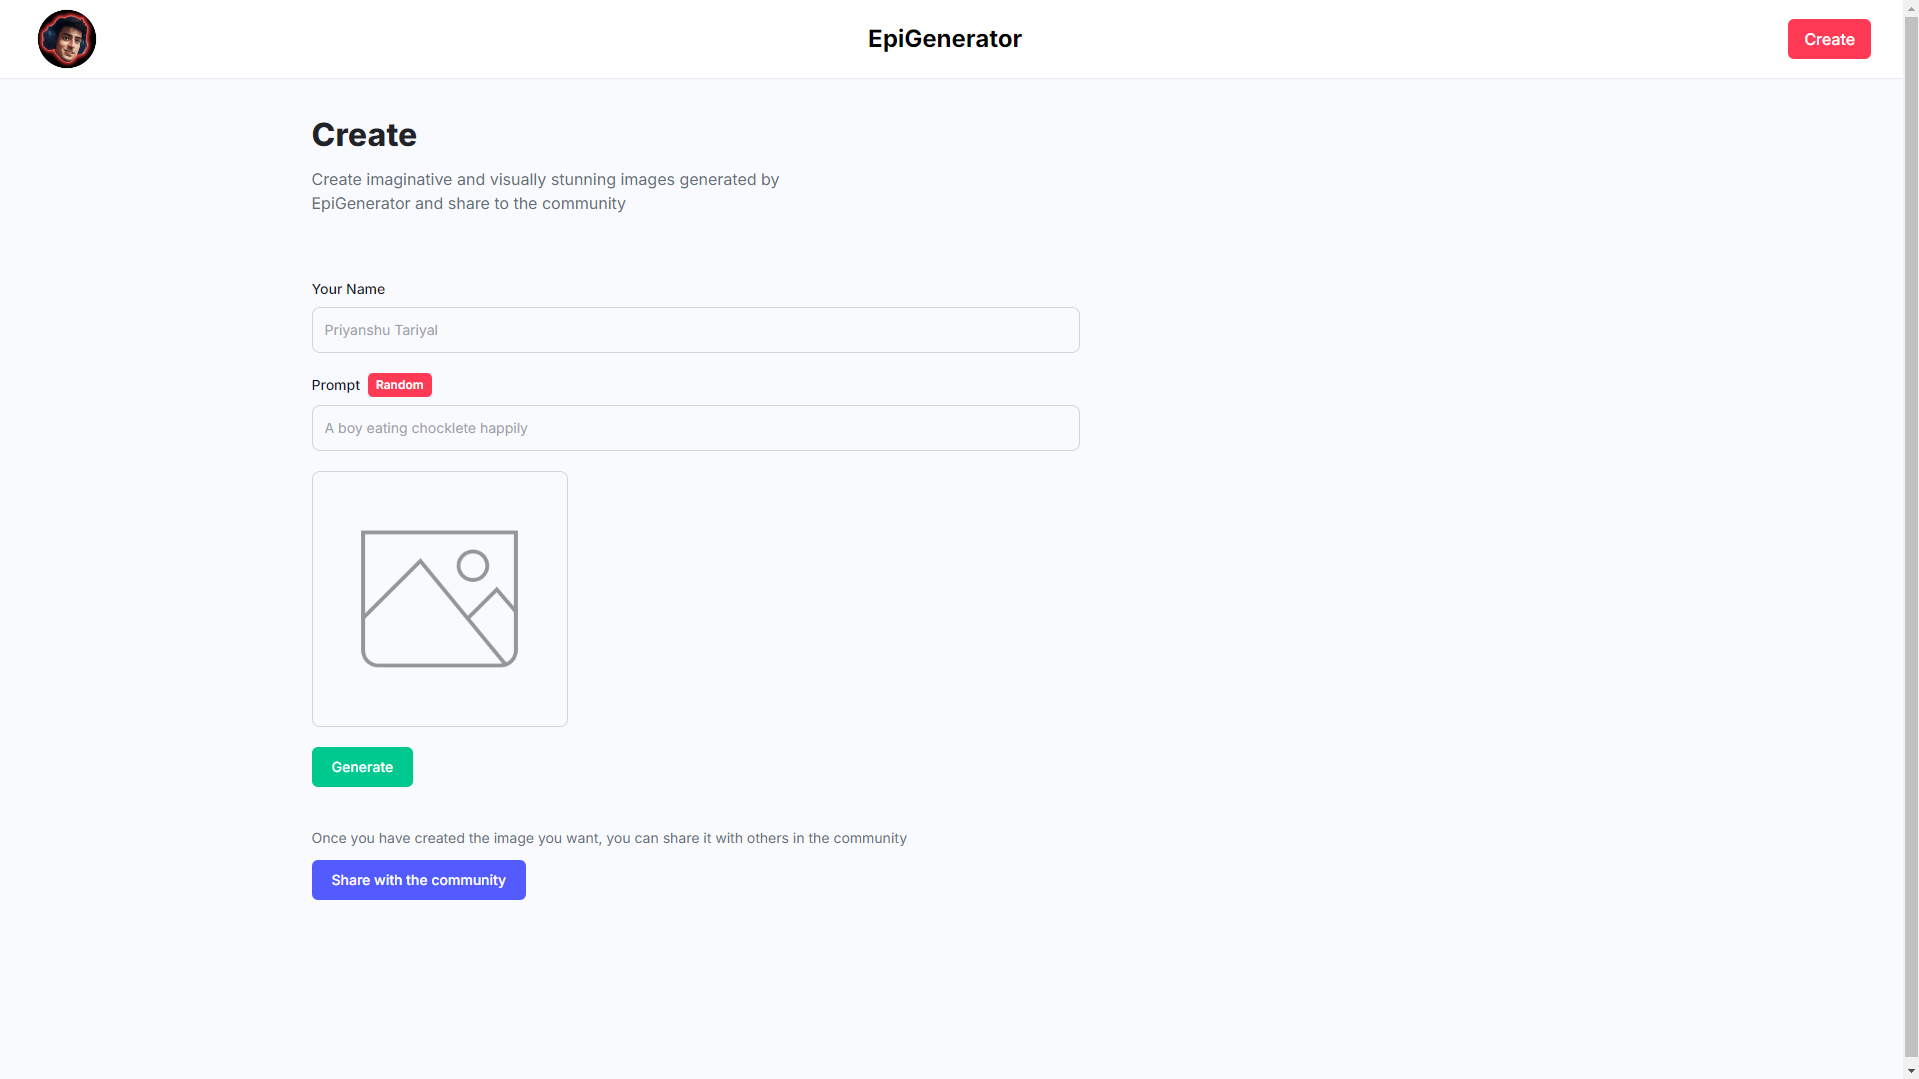 EpiGenerator
Create
Create
Create imaginative and visually stunning images generated by
EpiGenerator and share to the community
Your Name
Priyanshu Tariyal
Prompt Random
A boy eating chocklete happily
Generate
Once you have created the image you want, you can share it with others in the community
Share with the community